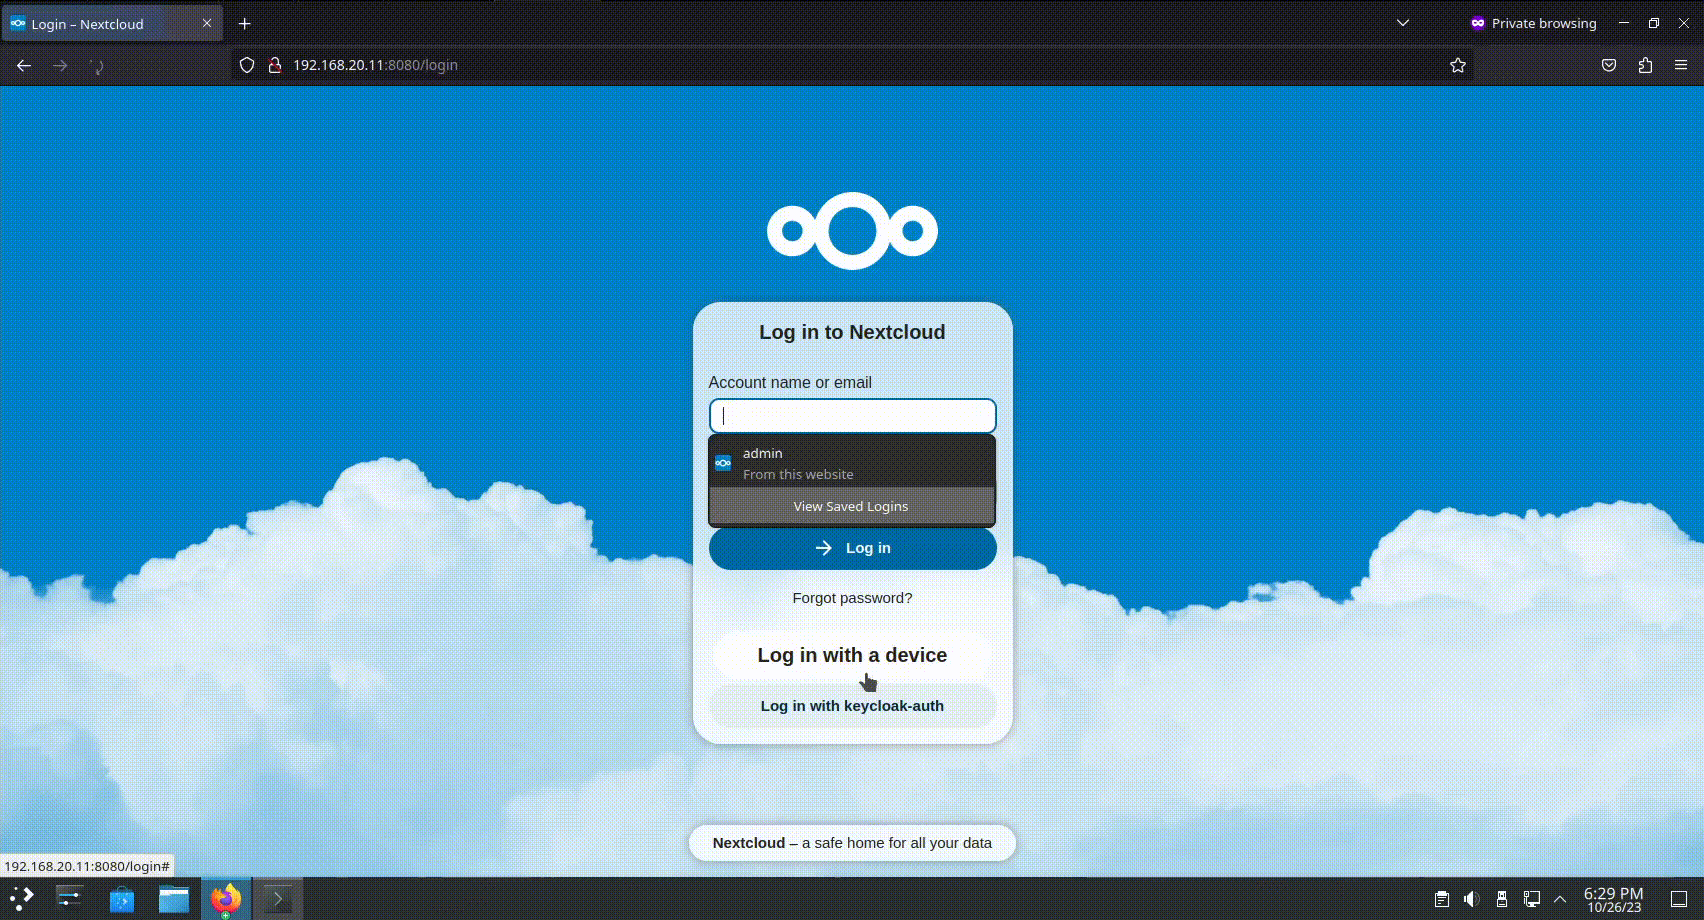 Login – Nextcloud
Private browsing
192.168.20.11:8080/login
Log in to Nextcloud
Account name or email
admin
From this website
View Saved Logins
Log in
Forgot password?
Log in with a device
Log in with keycloak-auth
Nextcloud – a safe home for all your data
192.168.20.11:8080/login#
6:29 PM
10/26/23